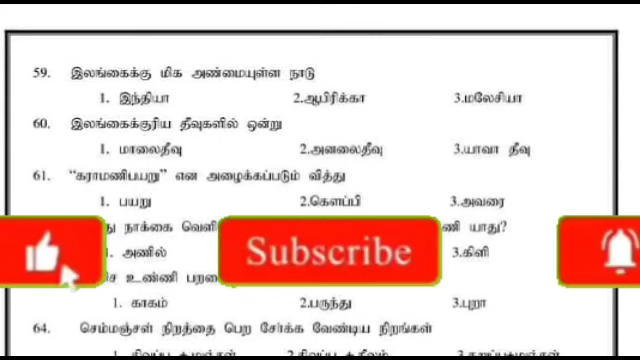 59. இலங்கைக்கு மிக அண்மையுள்ள நாடு
1. இந்தியா 2.ஆபிரிக்கா 3.மலேசியா
60. இலங்கைக்குரிய தீவுகளில் ஒன்று
1. மாலைதீவு 2.அனலைதீவு 3.யாவா தீவு
61. “கராமணிபயறு” என அழைக்கப்படும் வித்து
1. பயறு 2.கௌப்பி 3.அவரை
நாக்கை யாது?
1. அணில் 3.கிளி
Subscribe
உண்ணி
1. காகம் 2.பருந்து 3.புறா
64. செம்மஞ்சள் நிறத்தை பெற சேர்க்க வேண்டிய நிறங்கள்